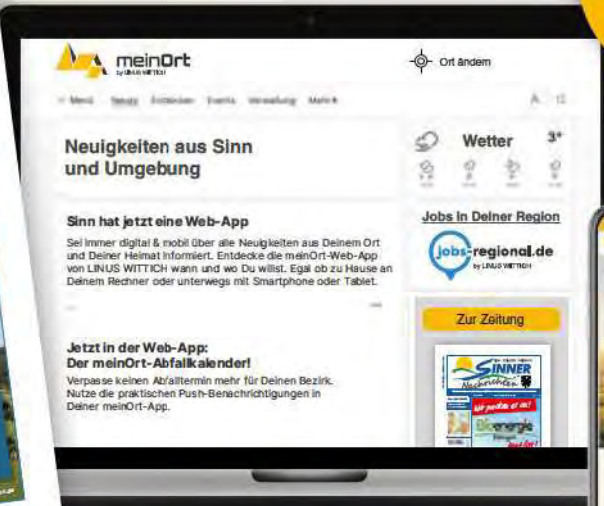 meinOrt
by LINUS WITTICH
Ort ändern
Menü Events Verwaltung Mehr
Neuigkeiten aus Sinn
und Umgebung
Wetter 3°
Sinn hat jetzt eine Web-App
Sei immer digital & mobil über alle Neuigkeiten aus Deinem Ort
und Deiner Heimat informiert. Entdecke die meinOrt-Web-App
von LINUS WITTICH wann und wo Du willst. Egal ob zu Hause an
Deinem Rechner oder unterwegs mit Smartphone oder Tablet.
Jetzt in der Web-App:
Der meinOrt-Abfallkalender!
Verpasse keinen Abfalltermin mehr für Deinen Bezirk.
Nutze die praktischen Push-Benachrichtigungen in
Deiner meinOrt-App.
Jobs in Deiner Region
jobs-regional.de
by LINUS WITTICH
Zur Zeitung
SINNER
Nachrichten
Bioenergie